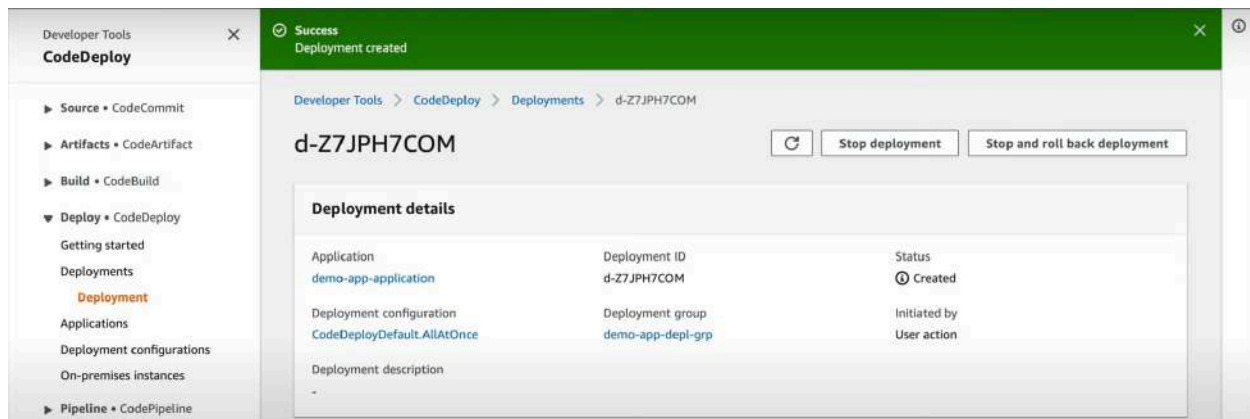 Developer Tools
CodeDeploy
Source • CodeCommit
Artifacts • CodeArtifact
Build • CodeBuild
Deploy • CodeDeploy
Getting started
Deployments
Deployment
Applications
Deployment configurations
On-premises instances
Pipeline • CodePipeline
Success
Deployment created
Developer Tools > CodeDeploy > Deployments > d-Z7JPH7COM
d-Z7JPH7COM
Stop deployment
Stop and roll back deployment
Deployment details
Application
demo-app-application
Deployment ID
d-Z7JPH7COM
Status
Created
Deployment configuration
CodeDeployDefault.AllAtOnce
Deployment group
demo-app-depl-grp
Initiated by
User action
Deployment description
-